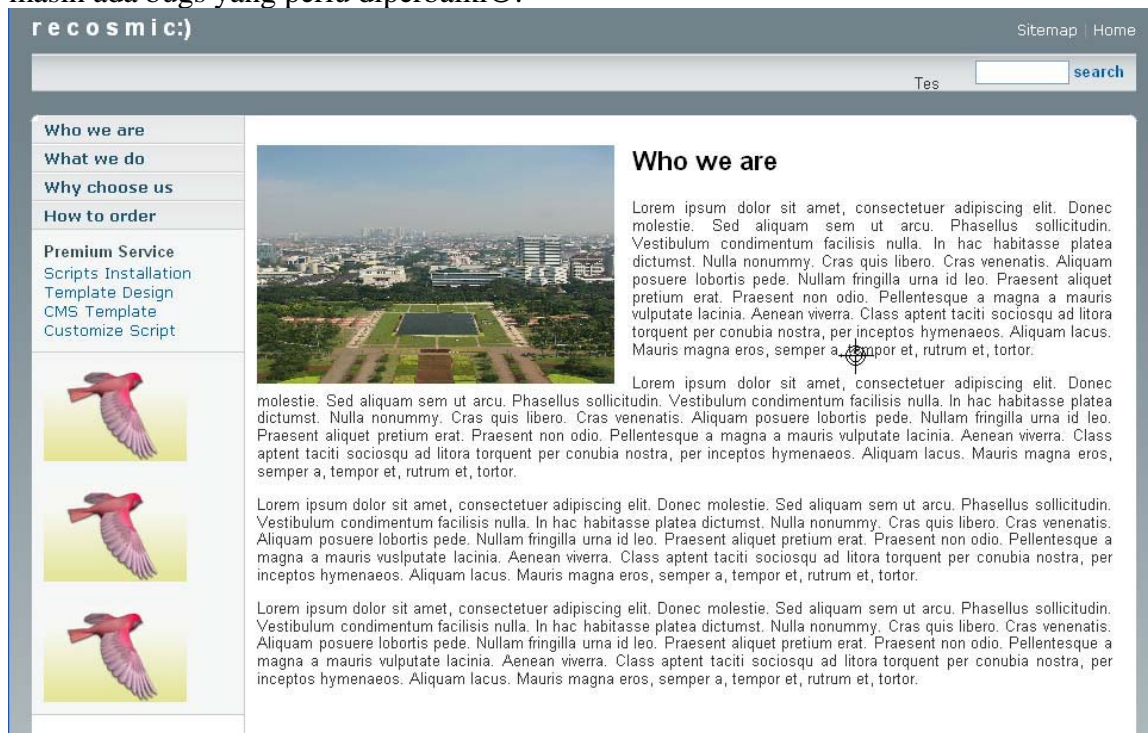 masih ada bugs yang perlu diperbaiki☺.
recosmic:)
Sitemap | Home
Tes
search
Who we are
What we do
Why choose us
How to order
Premium Service
Scripts Installation
Template Design
CMS Template
Customize Script
Who we are
Lorem ipsum dolor sit amet, consectetuer adipiscing elit. Donec
molestie. Sed aliquam sem ut arcu. Phasellus sollicitudin.
Vestibulum condimentum facilisis nulla. In hac habitasse platea
dictumst. Nulla nonummy. Cras quis libero. Cras venenatis. Aliquam
posuere lobortis pede. Nullam fringilla urna id leo. Praesent aliquet
pretium erat. Praesent non odio. Pellentesque a magna a mauris
vulputate lacinia. Aenean viverra. Class aptent taciti sociosqu ad litora
torquent per conubia nostra, per inceptos hymenaeos. Aliquam lacus.
Mauris magna eros, semper a, tempor et, rutrum et, tortor.
Lorem ipsum dolor sit amet, consectetuer adipiscing elit. Donec
molestie. Sed aliquam sem ut arcu. Phasellus sollicitudin. Vestibulum condimentum facilisis nulla. In hac habitasse platea
dictumst. Nulla nonummy. Cras quis libero. Cras venenatis. Aliquam posuere lobortis pede. Nullam fringilla urna id leo.
Praesent aliquet pretium erat. Praesent non odio. Pellentesque a magna a mauris vulputate lacinia. Aenean viverra. Class
aptent taciti sociosqu ad litora torquent per conubia nostra, per inceptos hymenaeos. Aliquam lacus. Mauris magna eros,
semper a, tempor et, rutrum et, tortor.
Lorem ipsum dolor sit amet, consectetuer adipiscing elit. Donec molestie. Sed aliquam sem ut arcu. Phasellus sollicitudin.
Vestibulum condimentum facilisis nulla. In hac habitasse platea dictumst. Nulla nonummy. Cras quis libero. Cras venenatis.
Aliquam posuere lobortis pede. Nullam fringilla urna id leo. Praesent aliquet pretium erat. Praesent non odio. Pellentesque a
magna a mauris vuslputate lacinia. Aenean viverra. Class aptent taciti sociosqu ad litora torquent per conubia nostra, per
inceptos hymenaeos. Aliquam lacus. Mauris magna eros, semper a, tempor et, rutrum et, tortor.
Lorem ipsum dolor sit amet, consectetuer adipiscing elit. Donec molestie. Sed aliquam sem ut arcu. Phasellus sollicitudin.
Vestibulum condimentum facilisis nulla. In hac habitasse platea dictumst. Nulla nonummy. Cras quis libero. Cras venenatis.
Aliquam posuere lobortis pede. Nullam fringilla urna id leo. Praesent aliquet pretium erat. Praesent non odio. Pellentesque a
magna a mauris vulputate lacinia. Aenean viverra. Class aptent taciti sociosqu ad litora torquent per conubia nostra, per
inceptos hymenaeos. Aliquam lacus. Mauris magna eros, semper a, tempor et, rutrum et, tortor.